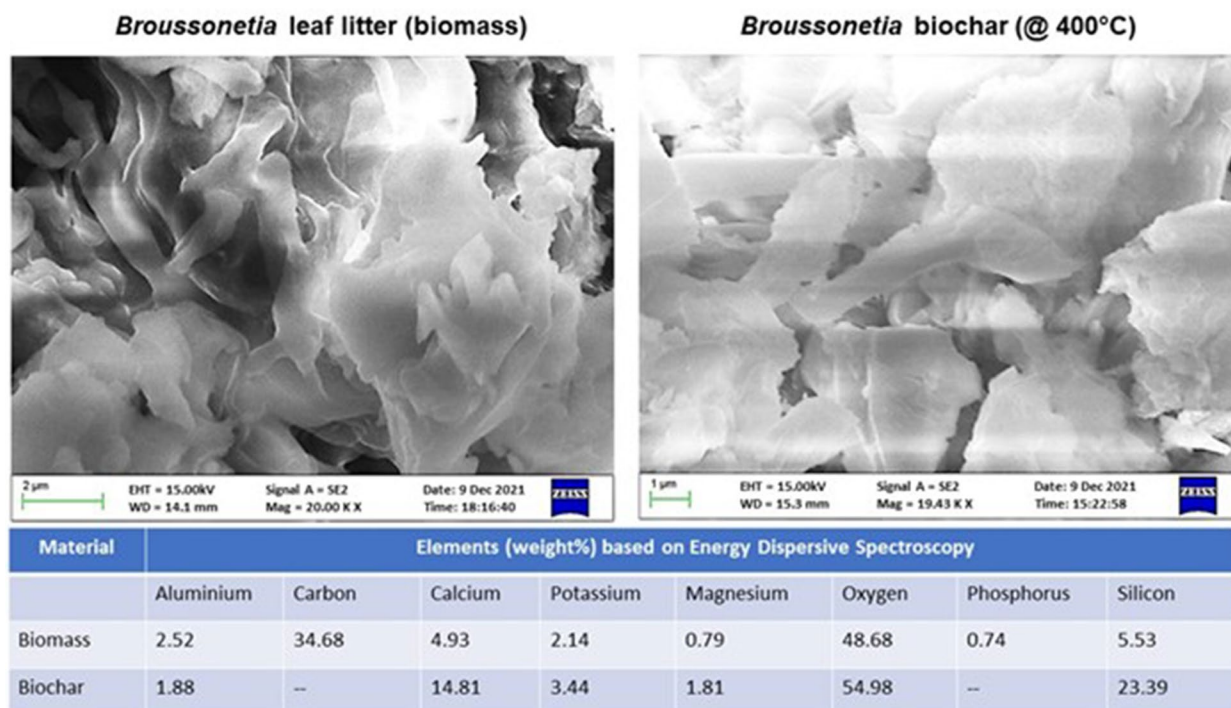 Broussonetia leaf litter (biomass)
Broussonetia biochar (@ 400°C)
2 µm
EHT = 15.00kV
WD = 14.1 mm
Signal A = SE2
Mag = 20.00 K X
Date: 9 Dec 2021
Time: 18:16:40
ZEISS
1 µm
EHT = 15.00kV
WD = 15.3 mm
Signal A = SE2
Mag = 19.43 K X
Date: 9 Dec 2021
Time: 15:22:58
ZEISS
Material Elements (weight%) based on Energy Dispersive Spectroscopy
Aluminium Carbon Calcium Potassium Magnesium Oxygen Phosphorus Silicon
Biomass 2.52 34.68 4.93 2.14 0.79 48.68 0.74 5.53
Biochar 1.88 -- 14.81 3.44 1.81 54.98 -- 23.39